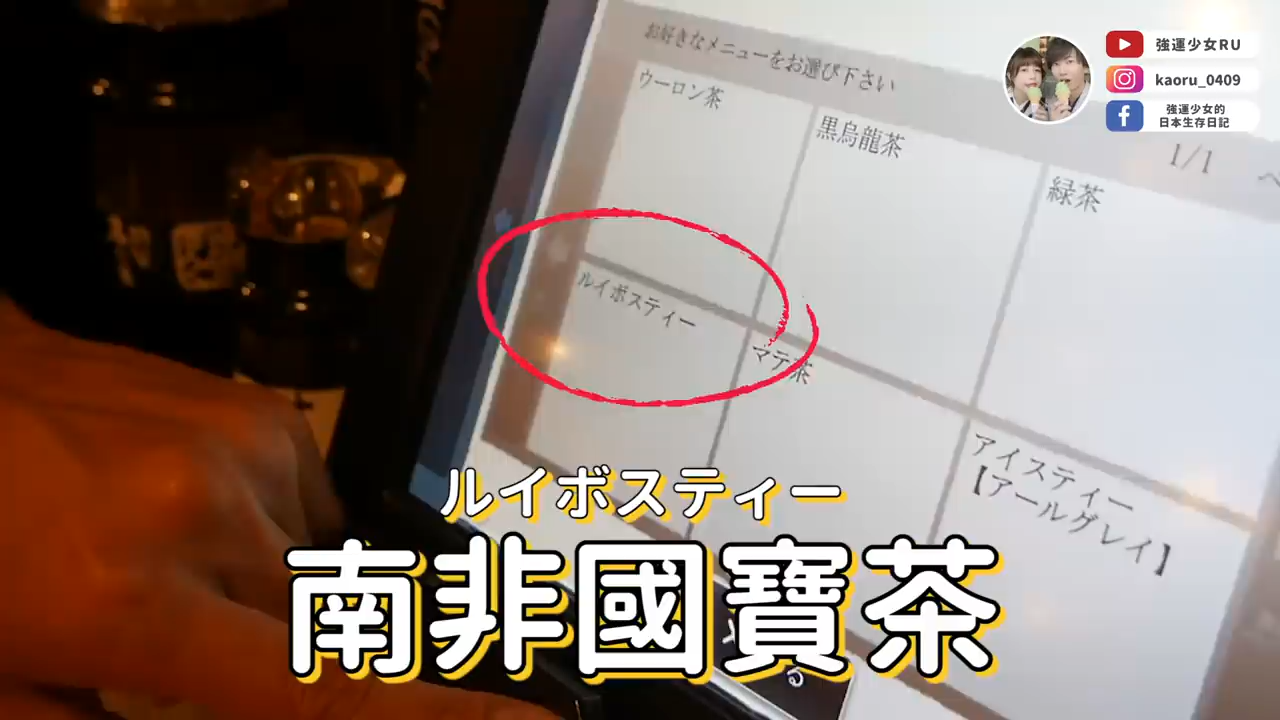 お好きなメニューをお選び下さい
ウーロン茶
黒烏龍茶
緑茶
1/1
ルイボスティー
マテ茶
アイスティー
【アールグレイ】
強運少女RU
kaoru_0409
強運少女的
日本生存日記
ルイボスティー
南非國寶茶